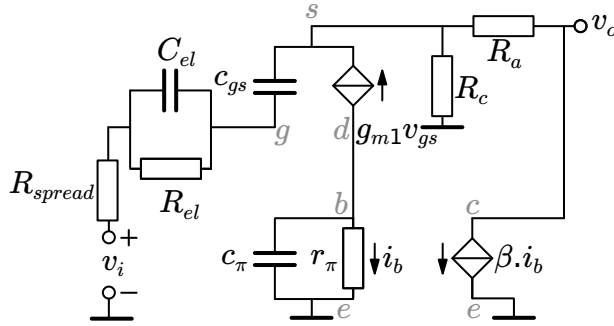 s
v_o
C_el
R_a
c_gs
R_c
g
d
g_m1 v_gs
R_spread
R_el
b
c
+
v_i
c_π
r_π
i_b
β.i_b
−
e
e